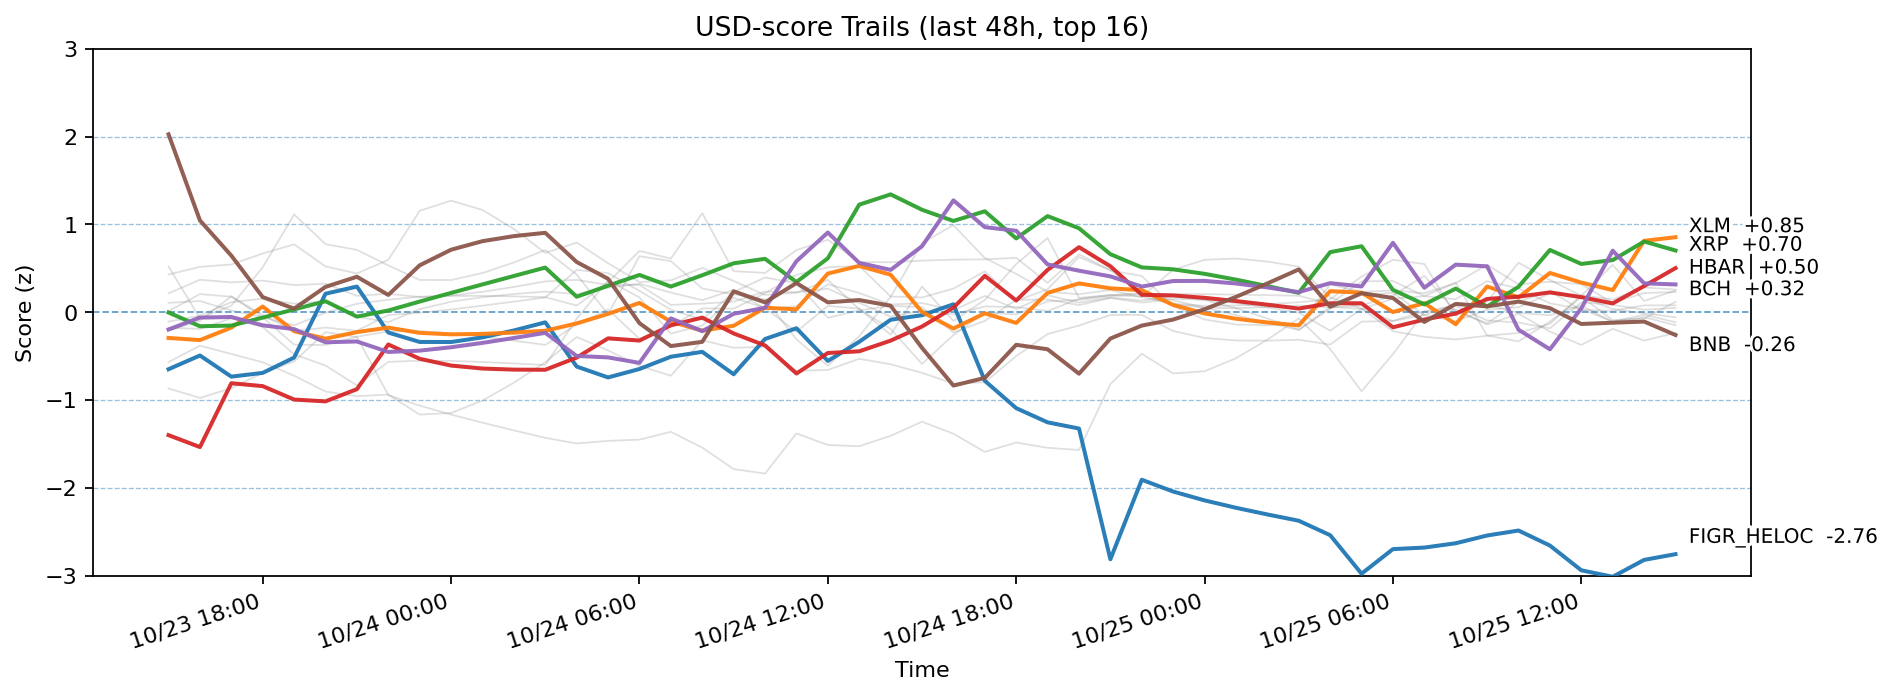 USD-score Trails (last 48h, top 16)
3
2
1
0
−1
−2
−3
Score (z)
XLM +0.85
XRP +0.70
HBAR +0.50
BCH +0.32
BNB -0.26
FIGR_HELOC -2.76
10/23 18:00
10/24 00:00
10/24 06:00
10/24 12:00
10/24 18:00
10/25 00:00
10/25 06:00
10/25 12:00
Time